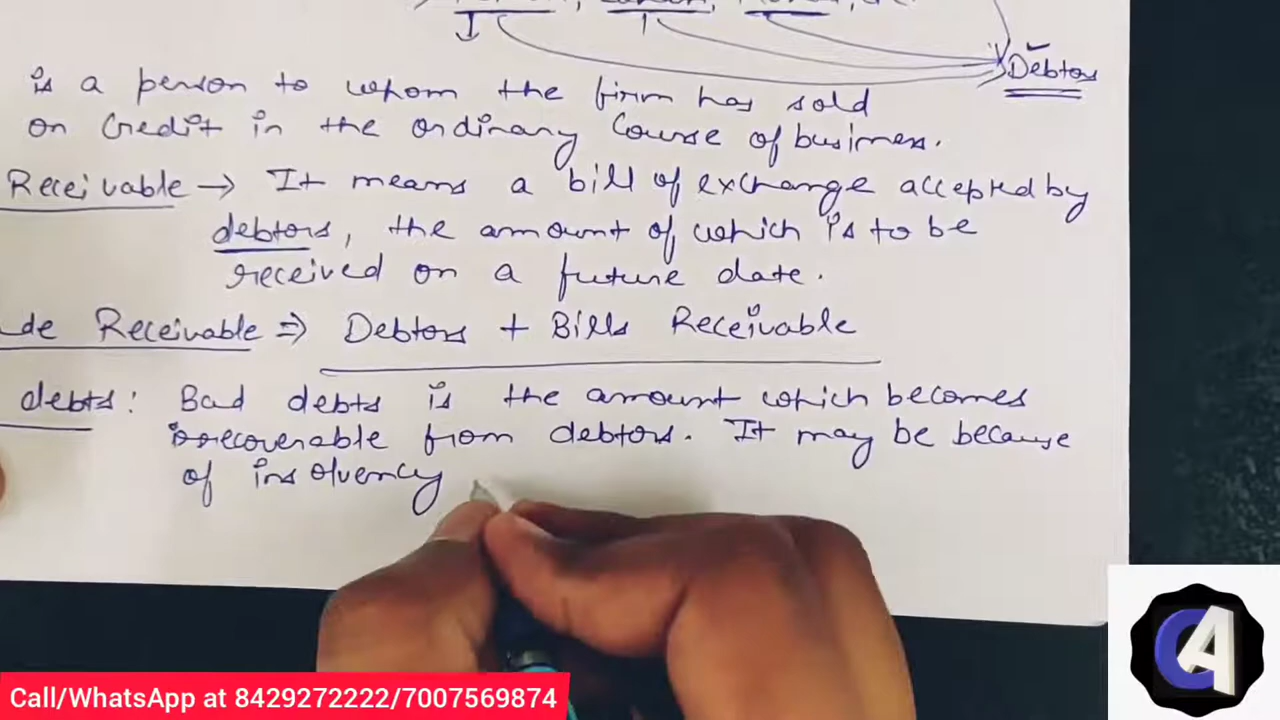 Debtors
is a person to whom the firm has sold
on Credit in the ordinary Course of business.
Receivable → It means a bill of exchange accepted by
debtors, the amount of which is to be
received on a future date.
de Receivable ⇒ Debtors + Bills Receivable
debts: Bad debts is the amount which becomes
irrecoverable from debtors. It may be because
of insolvency
CA
Call/WhatsApp at 8429272222/7007569874